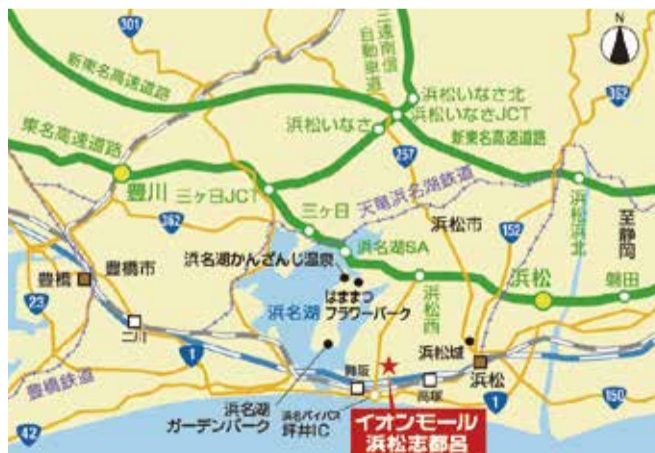 301
N
三遠南信
自動車道
新東名高速道路
362
浜松いなさ北
浜松いなさJCT
浜松いなさ
新東名高速道路
東名高速道路
257
豊川
三ヶ日JCT
天竜浜名湖鉄道
浜松浜北
至静岡
362
三ヶ日
浜松市
152
浜名湖SA
浜名湖かんざんじ温泉
豊橋
豊橋市
はままつ
フラワーパーク
浜松西
浜松
磐田
23
浜名湖
二川
1
浜松城
豊橋鉄道
舞阪
高塚
浜松
浜名湖
ガーデンパーク
浜名バイパス
坪井IC
イオンモール
浜松志都呂
1
150
42